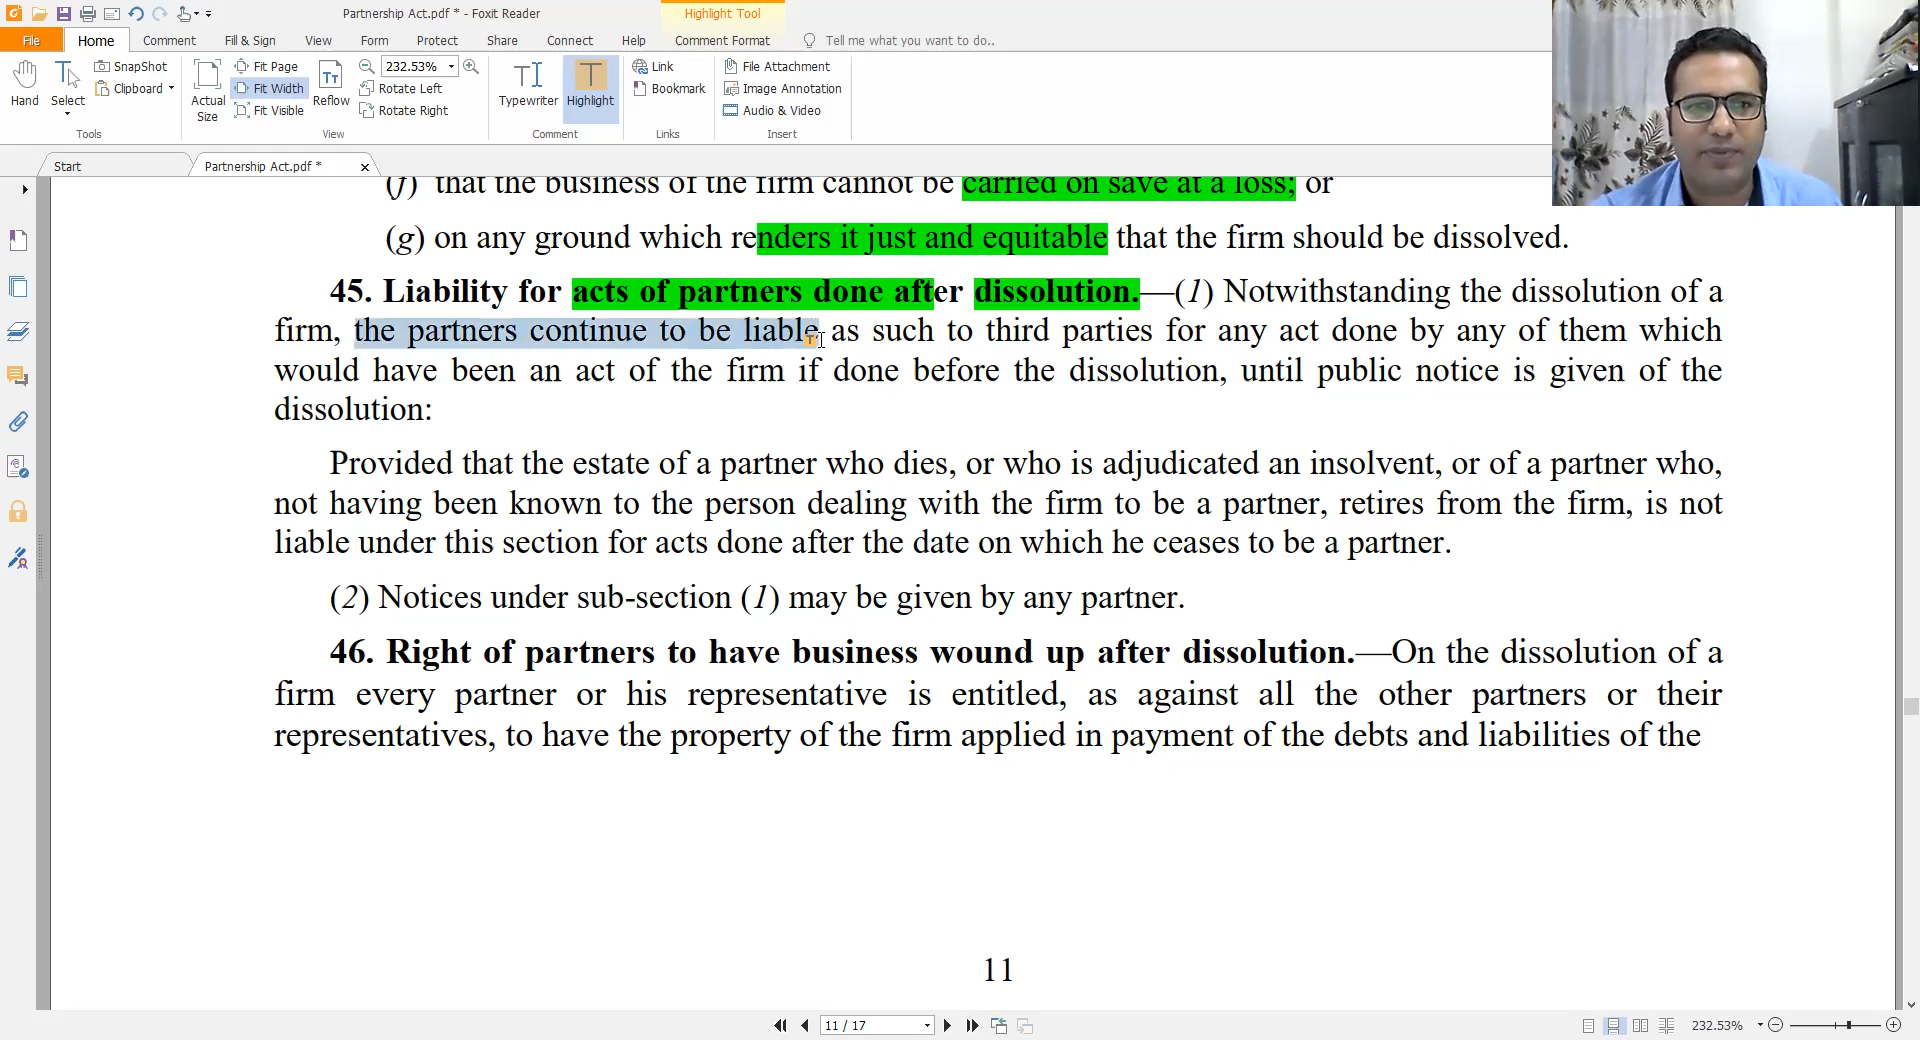 Partnership Act.pdf * - Foxit Reader
Highlight Tool
File
Home
Comment
Fill & Sign
View
Form
Protect
Share
Connect
Help
Comment Format
Tell me what you want to do..
Hand
Select
SnapShot
Clipboard
Tools
Actual
Size
Fit Page
Fit Width
Fit Visible
Reflow
232.53%
Rotate Left
Rotate Right
View
Typewriter
Highlight
Comment
Link
Bookmark
Links
File Attachment
Image Annotation
Audio & Video
Insert
Start
Partnership Act.pdf *
(f) that the business of the firm cannot be carried on save at a loss; or
(g) on any ground which renders it just and equitable that the firm should be dissolved.
45. Liability for acts of partners done after dissolution.—(1) Notwithstanding the dissolution of a
firm, the partners continue to be liable as such to third parties for any act done by any of them which
would have been an act of the firm if done before the dissolution, until public notice is given of the
dissolution:
Provided that the estate of a partner who dies, or who is adjudicated an insolvent, or of a partner who,
not having been known to the person dealing with the firm to be a partner, retires from the firm, is not
liable under this section for acts done after the date on which he ceases to be a partner.
(2) Notices under sub-section (1) may be given by any partner.
46. Right of partners to have business wound up after dissolution.—On the dissolution of a
firm every partner or his representative is entitled, as against all the other partners or their
representatives, to have the property of the firm applied in payment of the debts and liabilities of the
11
11 / 17
232.53%